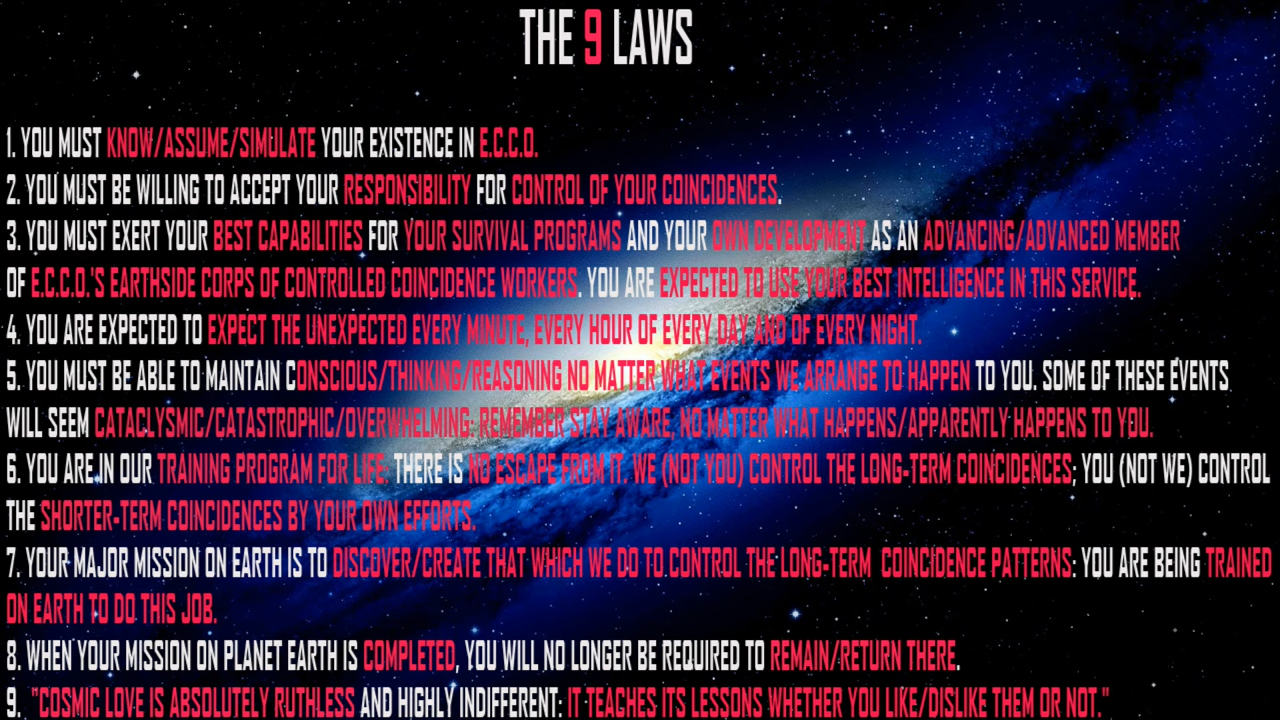 THE 9 LAWS
1. YOU MUST KNOW/ASSUME/SIMULATE YOUR EXISTENCE IN E.C.C.O.
2. YOU MUST BE WILLING TO ACCEPT YOUR RESPONSIBILITY FOR CONTROL OF YOUR COINCIDENCES.
3. YOU MUST EXERT YOUR BEST CAPABILITIES FOR YOUR SURVIVAL PROGRAMS AND YOUR OWN DEVELOPMENT AS AN ADVANCING/ADVANCED MEMBER
OF E.C.C.O.'S EARTHSIDE CORPS OF CONTROLLED COINCIDENCE WORKERS. YOU ARE EXPECTED TO USE YOUR BEST INTELLIGENCE IN THIS SERVICE.
4. YOU ARE EXPECTED TO EXPECT THE UNEXPECTED EVERY MINUTE, EVERY HOUR OF EVERY DAY AND OF EVERY NIGHT.
5. YOU MUST BE ABLE TO MAINTAIN CONSCIOUS/THINKING/REASONING NO MATTER WHAT EVENTS WE ARRANGE TO HAPPEN TO YOU. SOME OF THESE EVENTS
WILL SEEM CATACLYSMIC/CATASTROPHIC/OVERWHELMING: REMEMBER STAY AWARE, NO MATTER WHAT HAPPENS/APPARENTLY HAPPENS TO YOU.
6. YOU ARE IN OUR TRAINING PROGRAM FOR LIFE: THERE IS NO ESCAPE FROM IT. WE (NOT YOU) CONTROL THE LONG-TERM COINCIDENCES; YOU (NOT WE) CONTROL
THE SHORTER-TERM COINCIDENCES BY YOUR OWN EFFORTS.
7. YOUR MAJOR MISSION ON EARTH IS TO DISCOVER/CREATE THAT WHICH WE DO TO CONTROL THE LONG-TERM COINCIDENCE PATTERNS: YOU ARE BEING TRAINED
ON EARTH TO DO THIS JOB.
8. WHEN YOUR MISSION ON PLANET EARTH IS COMPLETED, YOU WILL NO LONGER BE REQUIRED TO REMAIN/RETURN THERE.
9. "COSMIC LOVE IS ABSOLUTELY RUTHLESS AND HIGHLY INDIFFERENT: IT TEACHES ITS LESSONS WHETHER YOU LIKE/DISLIKE THEM OR NOT."